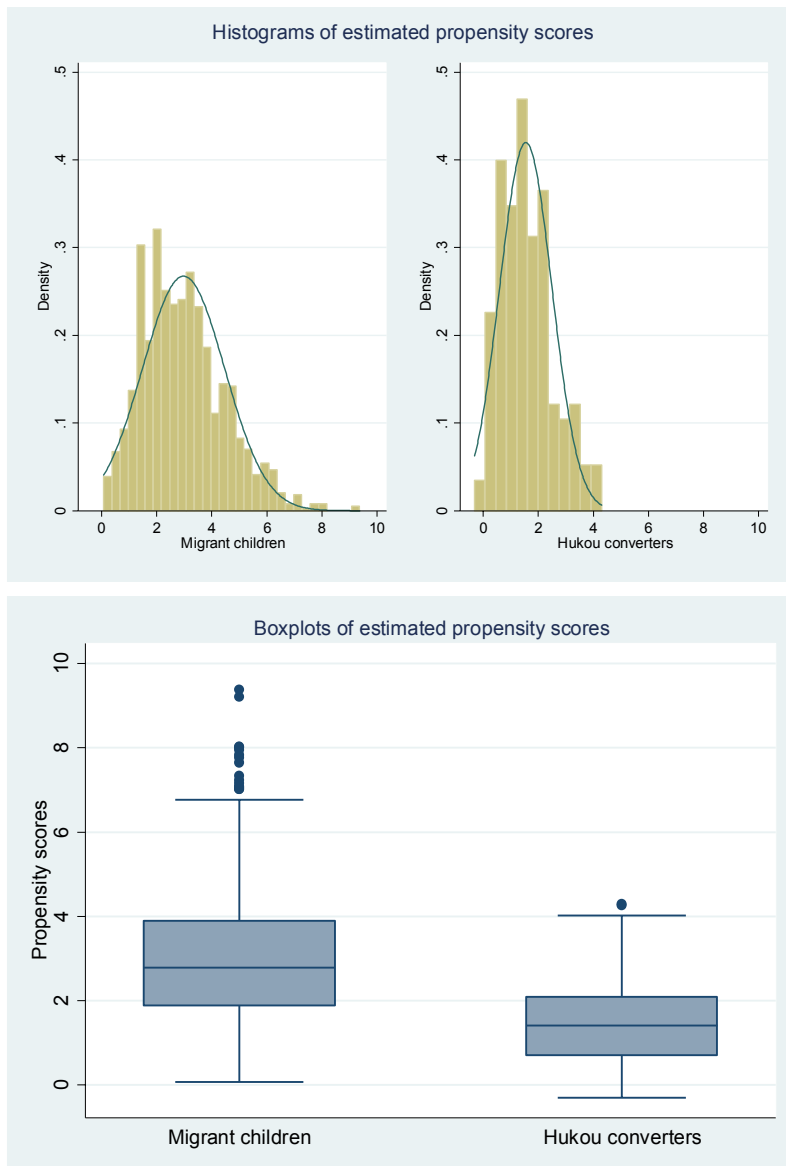 Histograms of estimated propensity scores
.5
.4
.3
.2
.1
0
Density
0 2 4 6 8 10
Migrant children
.5
.4
.3
.2
.1
0
Density
0 2 4 6 8 10
Hukou converters
Boxplots of estimated propensity scores
10
8
6
4
2
0
Propensity scores
Migrant children Hukou converters